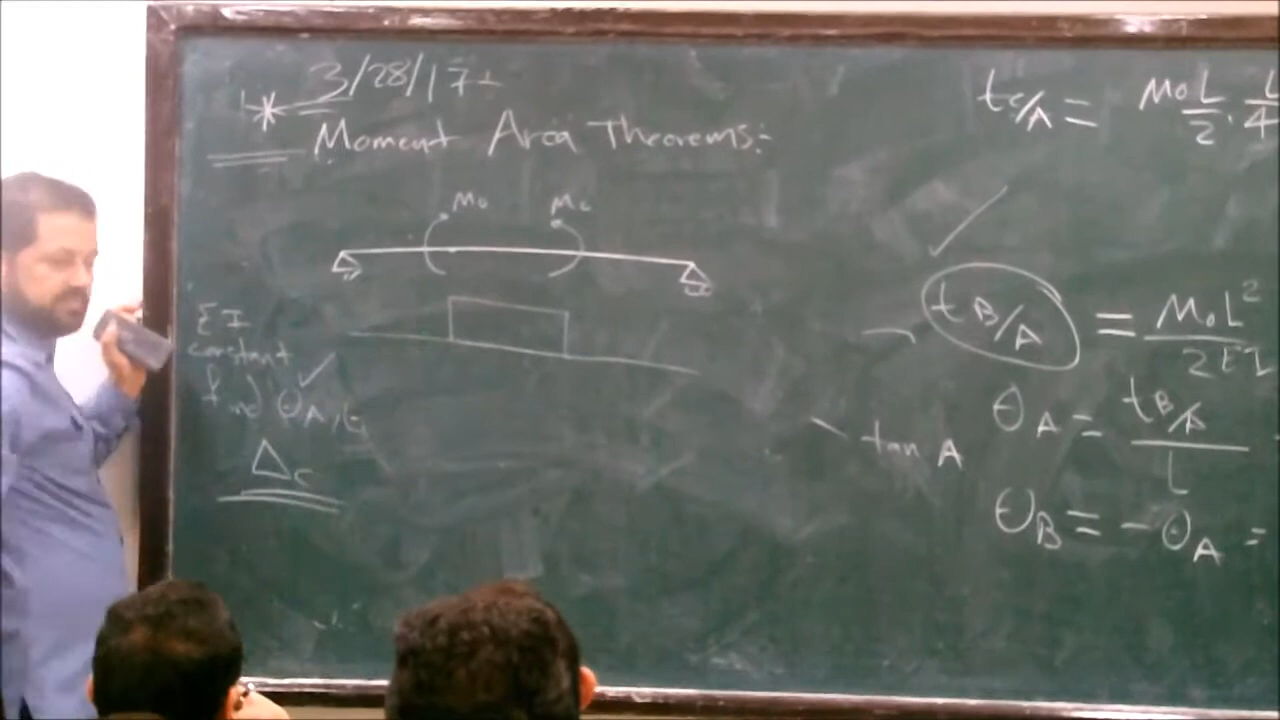 3/28/17
* Moment Area Theorems:-
Mo Mo
EI
constant
find θA,
Δc
tC/A = MoL/2 . L/4
tB/A = MoL²/2EI
θA = tB/A / L =
tan A
θB = -θA =